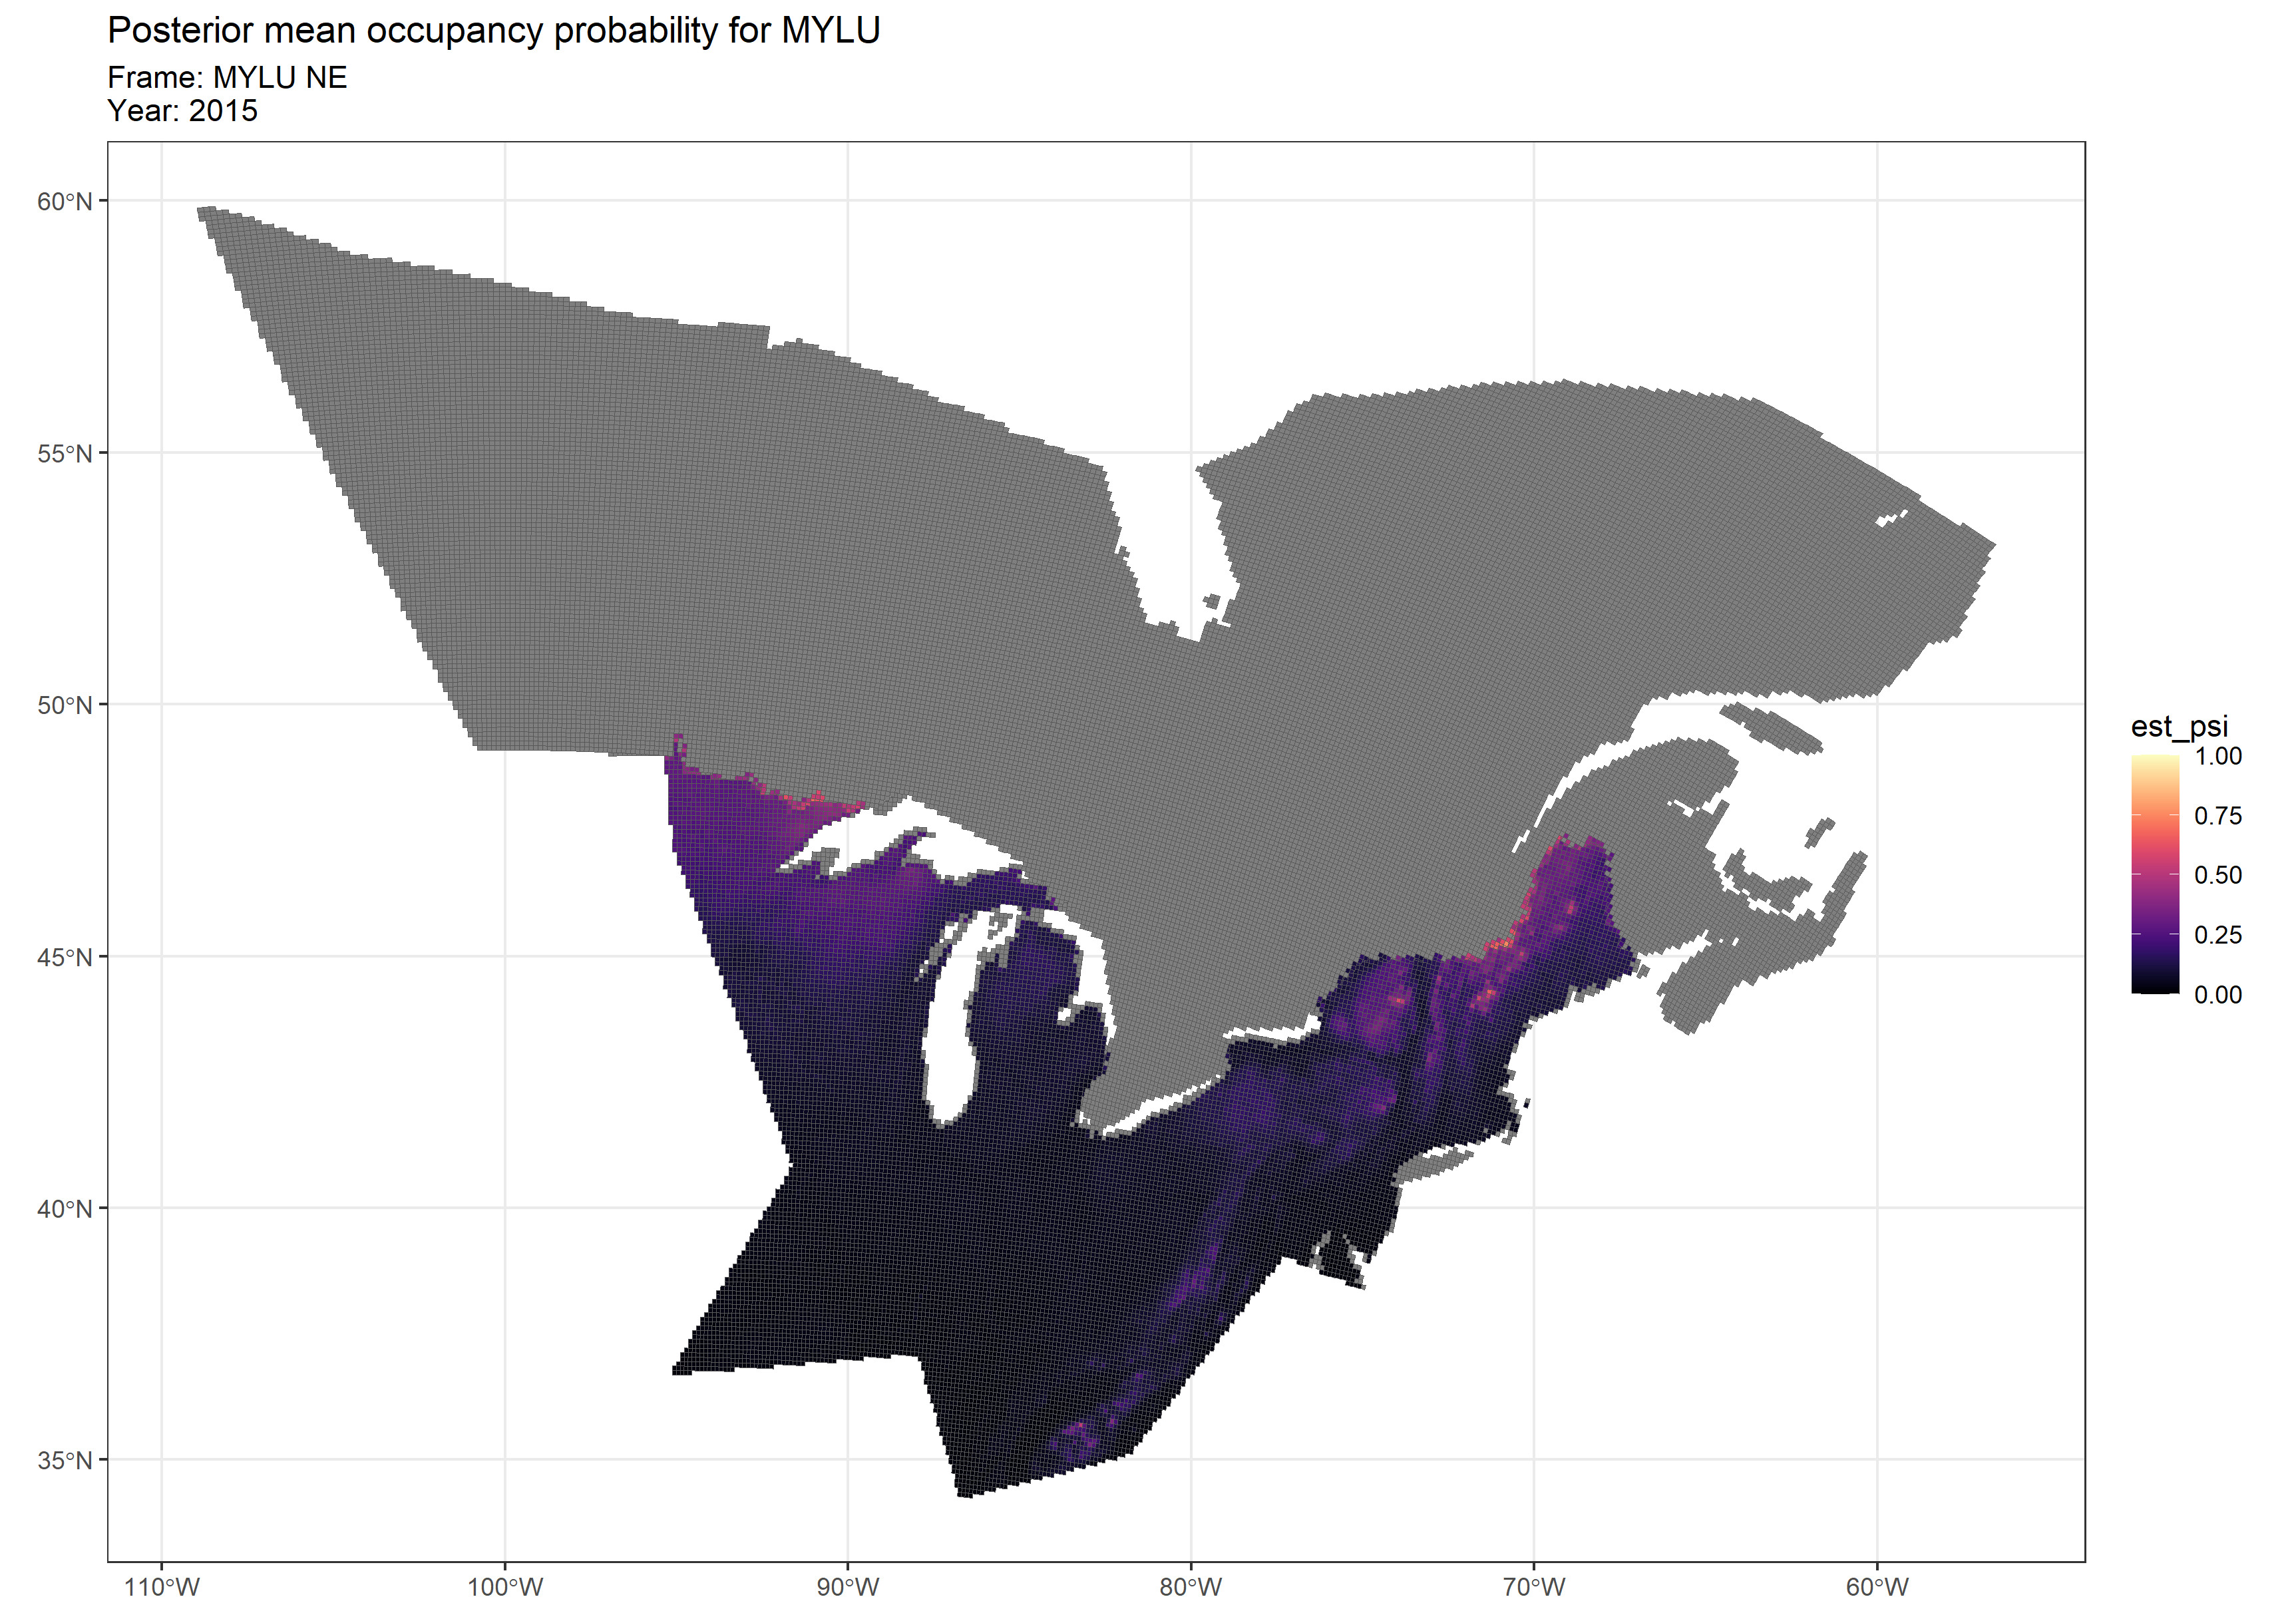 Posterior mean occupancy probability for MYLU
Frame: MYLU NE
Year: 2015
60°N
55°N
50°N
45°N
40°N
35°N
110°W
100°W
90°W
80°W
70°W
60°W
est_psi
1.00
0.75
0.50
0.25
0.00